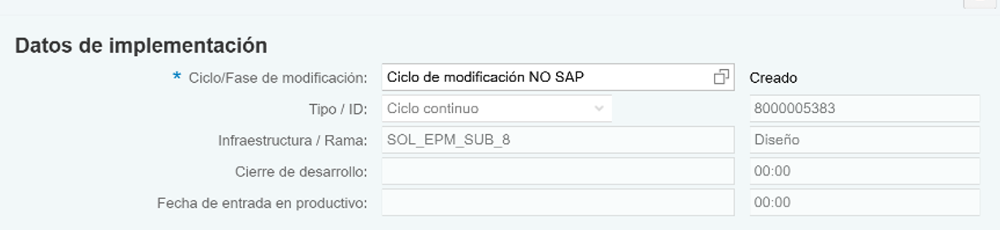 Datos de implementación
* Ciclo/Fase de modificación: Ciclo de modificación NO SAP Creado
Tipo / ID: Ciclo continuo 8000005383
Infraestructura / Rama: SOL_EPM_SUB_8 Diseño
Cierre de desarrollo: 00:00
Fecha de entrada en productivo: 00:00